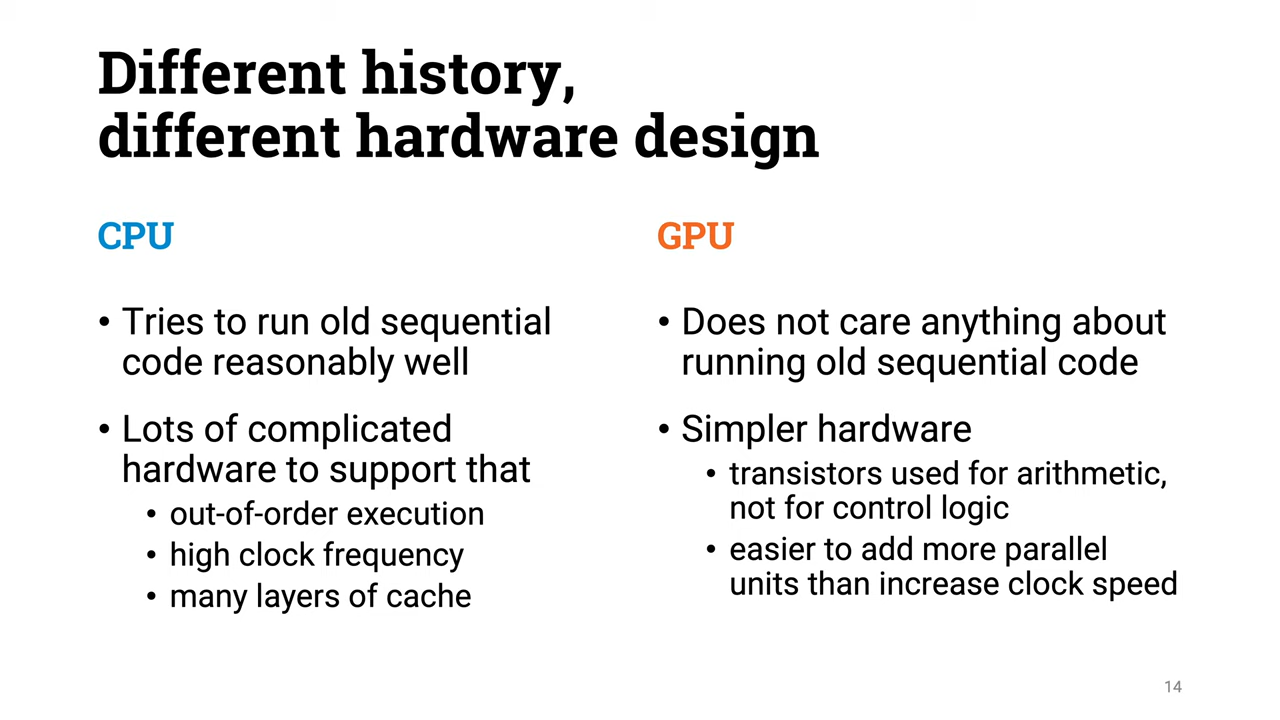 Different history,
different hardware design
CPU
• Tries to run old sequential
code reasonably well
• Lots of complicated
hardware to support that
• out-of-order execution
• high clock frequency
• many layers of cache
GPU
• Does not care anything about
running old sequential code
• Simpler hardware
• transistors used for arithmetic,
not for control logic
• easier to add more parallel
units than increase clock speed
14